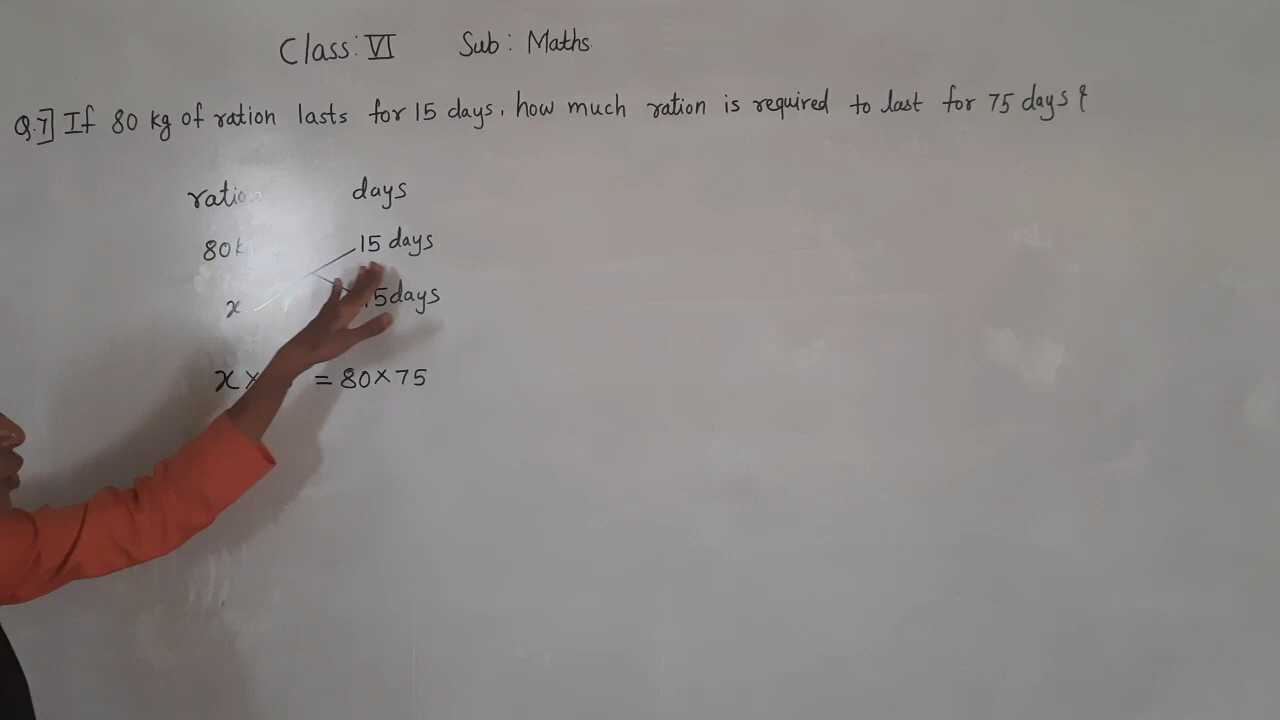 Class: VI Sub: Maths
Q.7] If 80 kg of ration lasts for 15 days. how much ration is required to last for 75 days ?
ration days
80k 15 days
x 5days
x × = 80×75